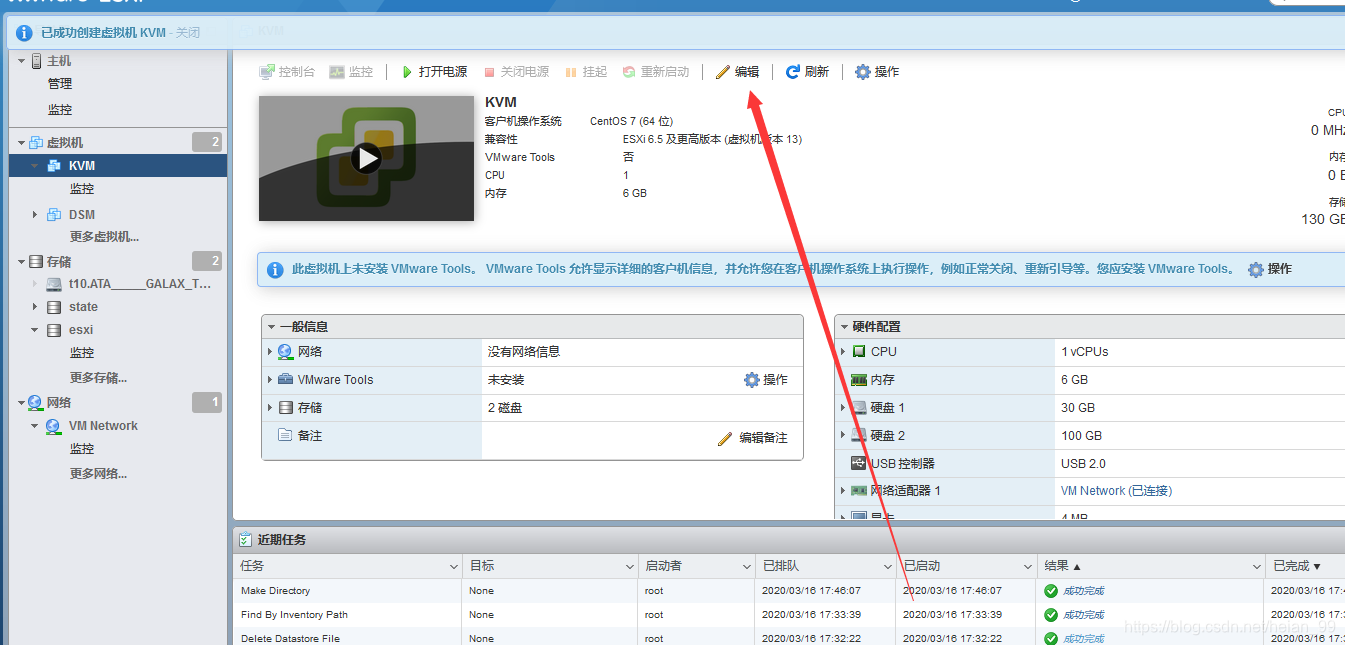 已成功创建虚拟机 KVM - 关闭
主机
管理
监控
虚拟机 2
KVM
监控
DSM
更多虚拟机...
存储 2
t10.ATA_____GALAX_T...
state
esxi
监控
更多存储...
网络 1
VM Network
监控
更多网络...
控制台 监控 打开电源 关闭电源 挂起 重新启动 编辑 刷新 操作
KVM
客户机操作系统 CentOS 7 (64 位)
兼容性 ESXi 6.5 及更高版本 (虚拟机版本 13)
VMware Tools 否
CPU 1
内存 6 GB
CPU
0 MHz
内存
0 B
存储
130 GB
此虚拟机上未安装 VMware Tools。 VMware Tools 允许显示详细的客户机信息，并允许您在客户机操作系统上执行操作，例如正常关闭、重新引导等。您应安装 VMware Tools。 操作
一般信息
网络 没有网络信息
VMware Tools 未安装 操作
存储 2 磁盘
备注 编辑备注
硬件配置
CPU 1 vCPUs
内存 6 GB
硬盘 1 30 GB
硬盘 2 100 GB
USB 控制器 USB 2.0
网络适配器 1 VM Network (已连接)
显卡 4 MB
近期任务
任务 目标 启动者 已排队 已启动 结果 ▲ 已完成 ▼
Make Directory None root 2020/03/16 17:46:07 2020/03/16 17:46:07 成功完成 2020/03/16 17:4
Find By Inventory Path None root 2020/03/16 17:33:39 2020/03/16 17:33:39 成功完成 2020/03/16 17:3
Delete Datastore File None root 2020/03/16 17:32:22 2020/03/16 17:32:22 成功完成 2020/03/16 17:3